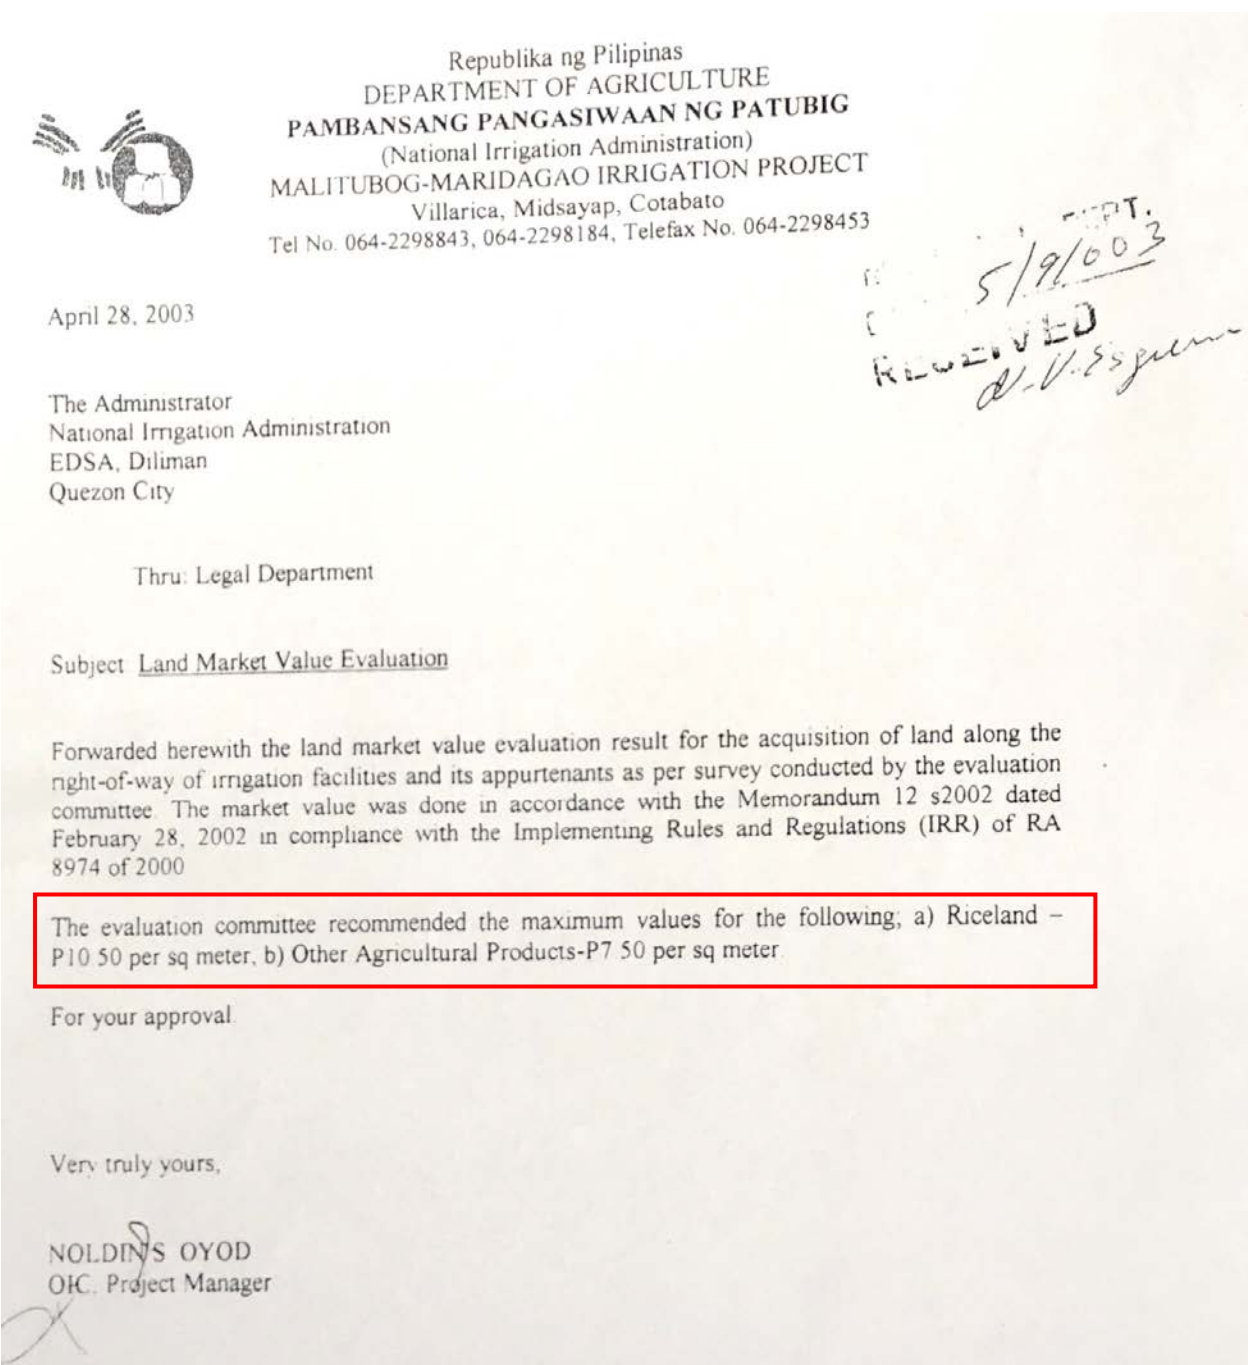 Republika ng Pilipinas
DEPARTMENT OF AGRICULTURE
PAMBANSANG PANGASIWAAN NG PATUBIG
(National Irrigation Administration)
MALITUBOG-MARIDAGAO IRRIGATION PROJECT
Villarica, Midsayap, Cotabato
Tel No. 064-2298843, 064-2298184, Telefax No. 064-2298453
5/9/003
RECEIVED
April 28, 2003
The Administrator
National Irrigation Administration
EDSA, Diliman
Quezon City
Thru: Legal Department
Subject Land Market Value Evaluation
Forwarded herewith the land market value evaluation result for the acquisition of land along the
right-of-way of irrigation facilities and its appurtenants as per survey conducted by the evaluation
committee. The market value was done in accordance with the Memorandum 12 s2002 dated
February 28, 2002 in compliance with the Implementing Rules and Regulations (IRR) of RA
8974 of 2000
The evaluation committee recommended the maximum values for the following; a) Riceland –
P10 50 per sq meter, b) Other Agricultural Products-P7 50 per sq meter.
For your approval.
Very truly yours,
NOLDIN S OYOD
OIC. Project Manager